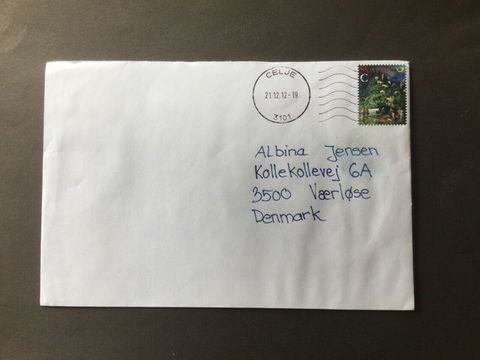 CELJE
21.12.12-19
3101
C
Albina Jensen
Kollekollevej 6A
3500 Værløse
Denmark